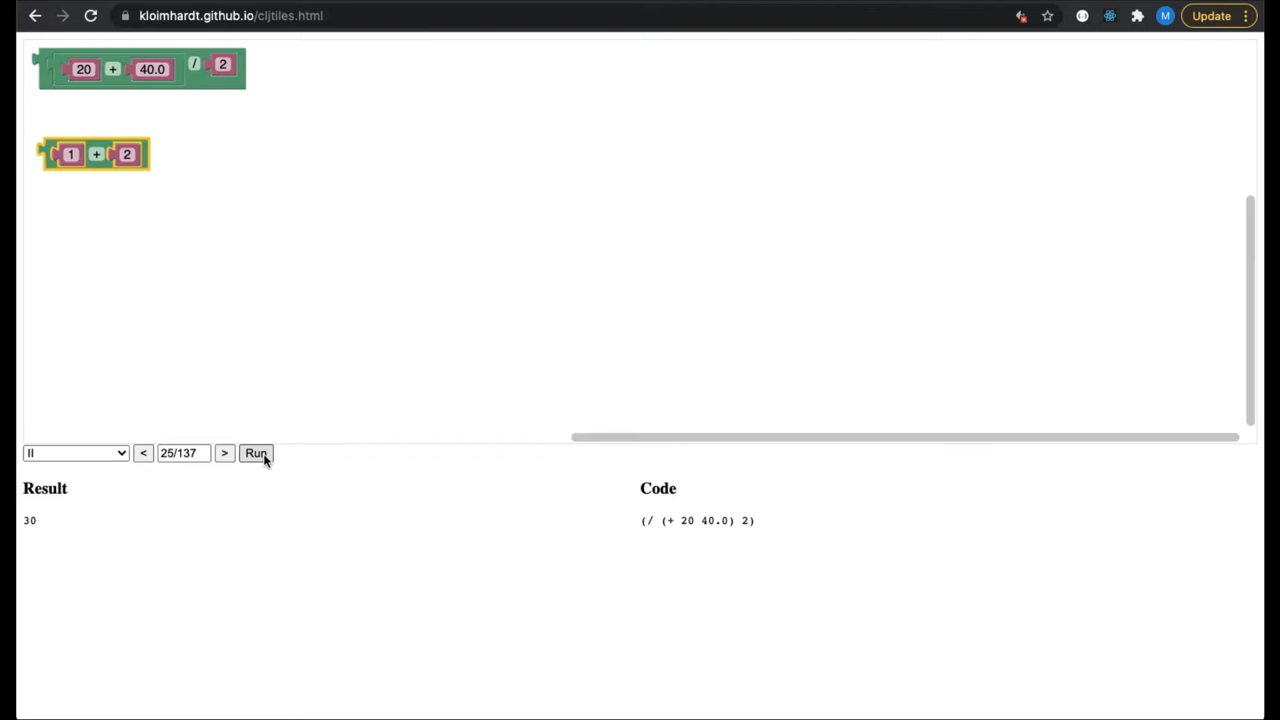 kloimhardt.github.io/cljtiles.html
M
Update
20 + 40.0 / 2
1 + 2
II
<
25/137
>
Run
Result
Code
30
(/ (+ 20 40.0) 2)